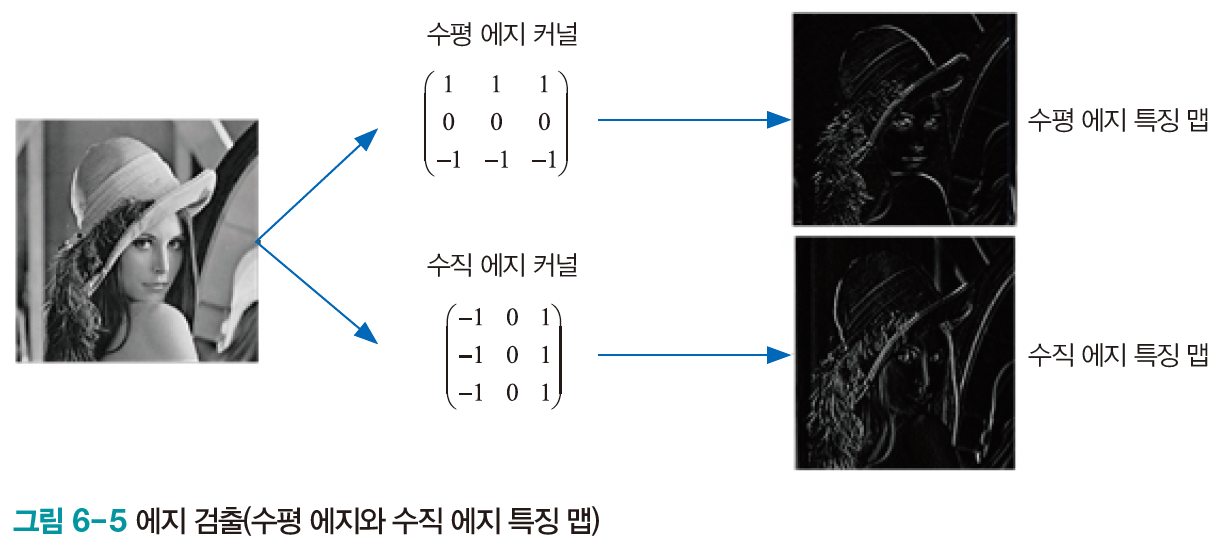 수평 에지 커널
1 1 1
0 0 0
−1 −1 −1
수평 에지 특징 맵
수직 에지 커널
−1 0 1
−1 0 1
−1 0 1
수직 에지 특징 맵
그림 6-5 에지 검출(수평 에지와 수직 에지 특징 맵)